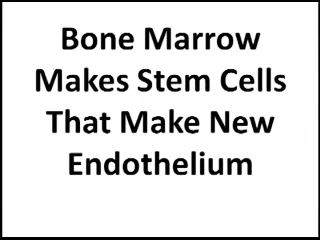 Bone Marrow
Makes Stem Cells
That Make New
Endothelium